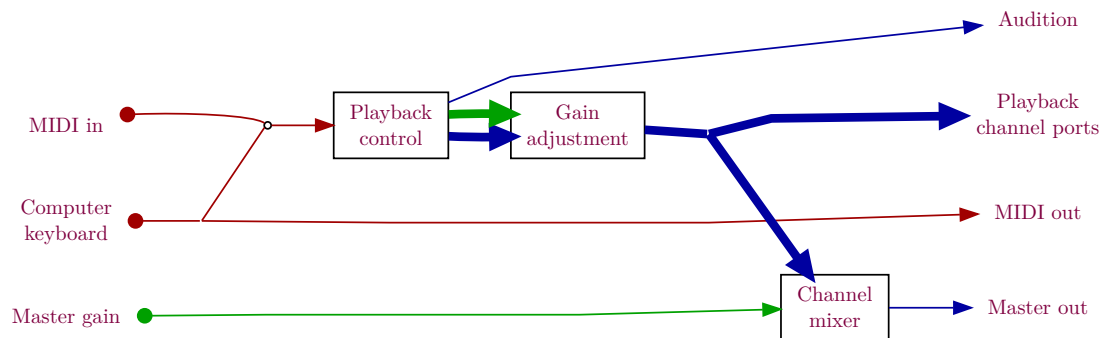 Audition
MIDI in
Playback
control
Gain
adjustment
Playback
channel ports
Computer
keyboard
MIDI out
Master gain
Channel
mixer
Master out